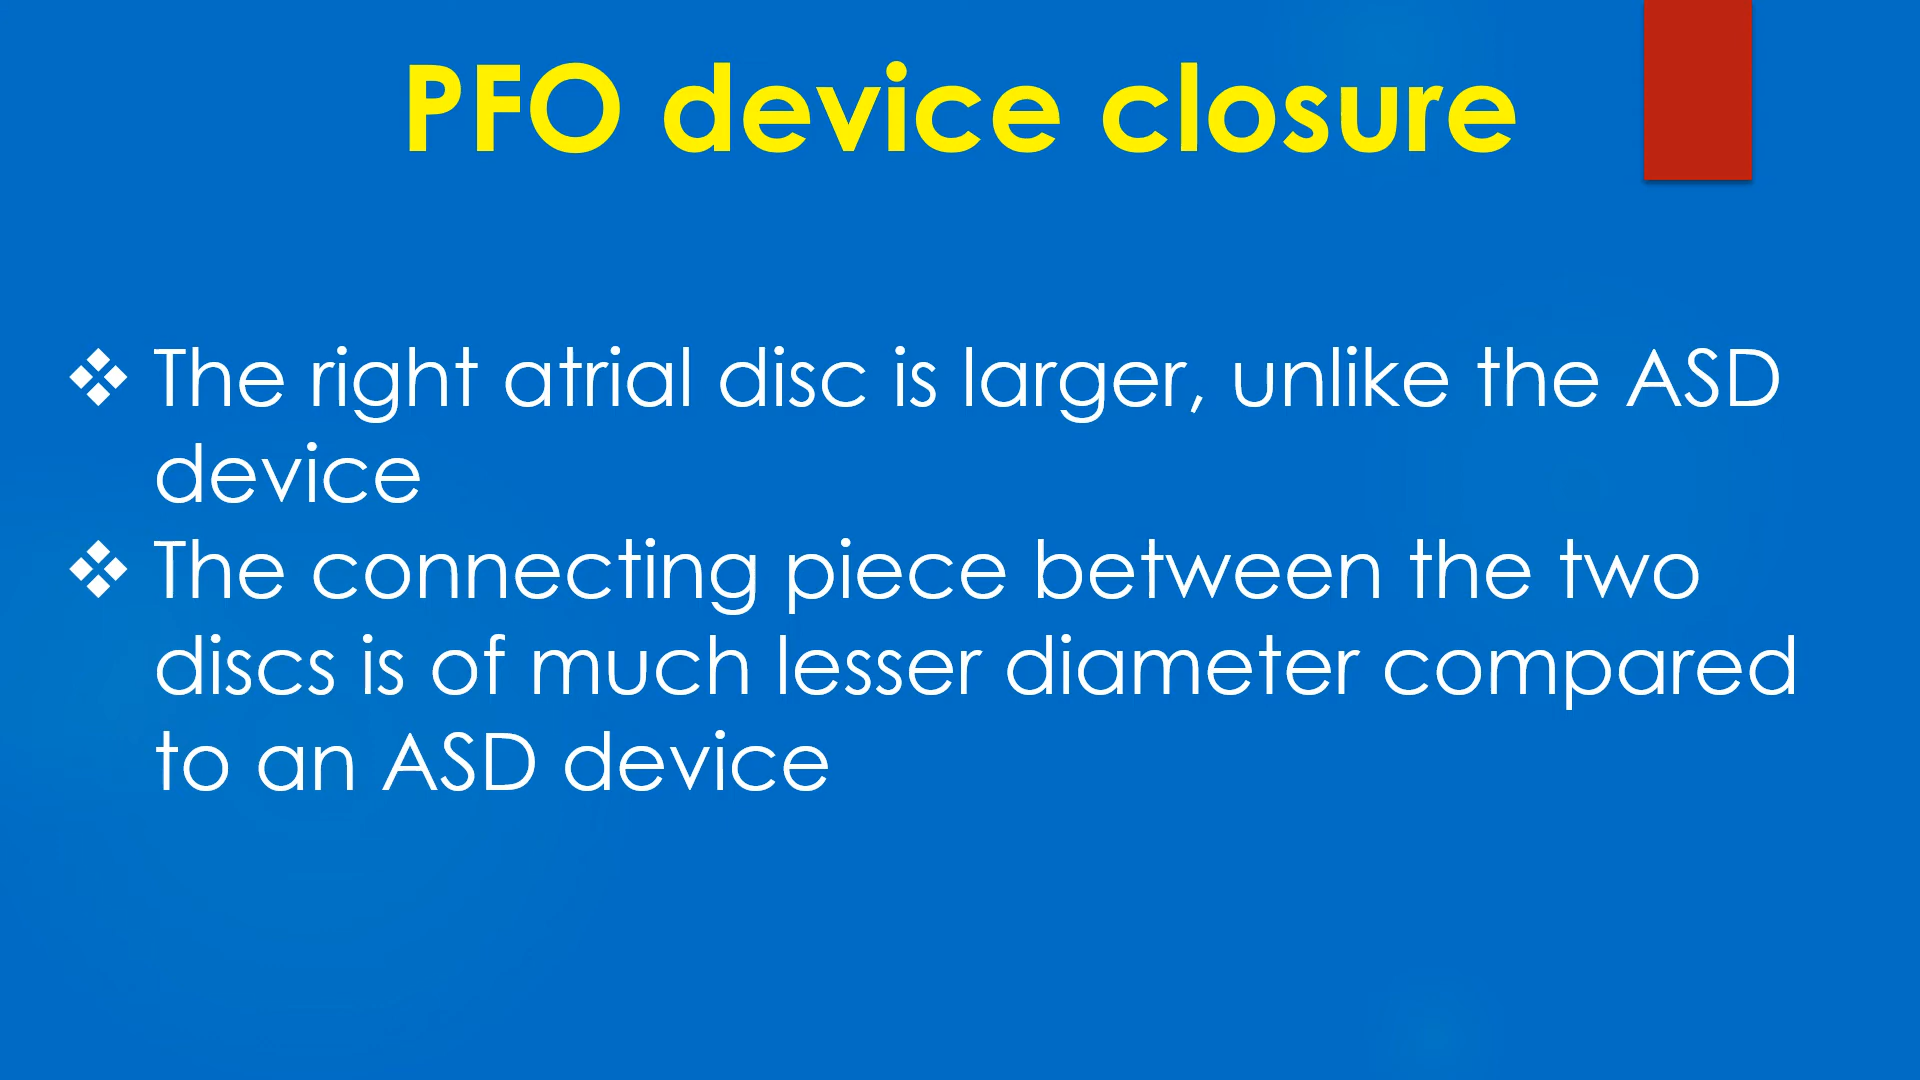 PFO device closure
❖ The right atrial disc is larger, unlike the ASD
device
❖ The connecting piece between the two
discs is of much lesser diameter compared
to an ASD device